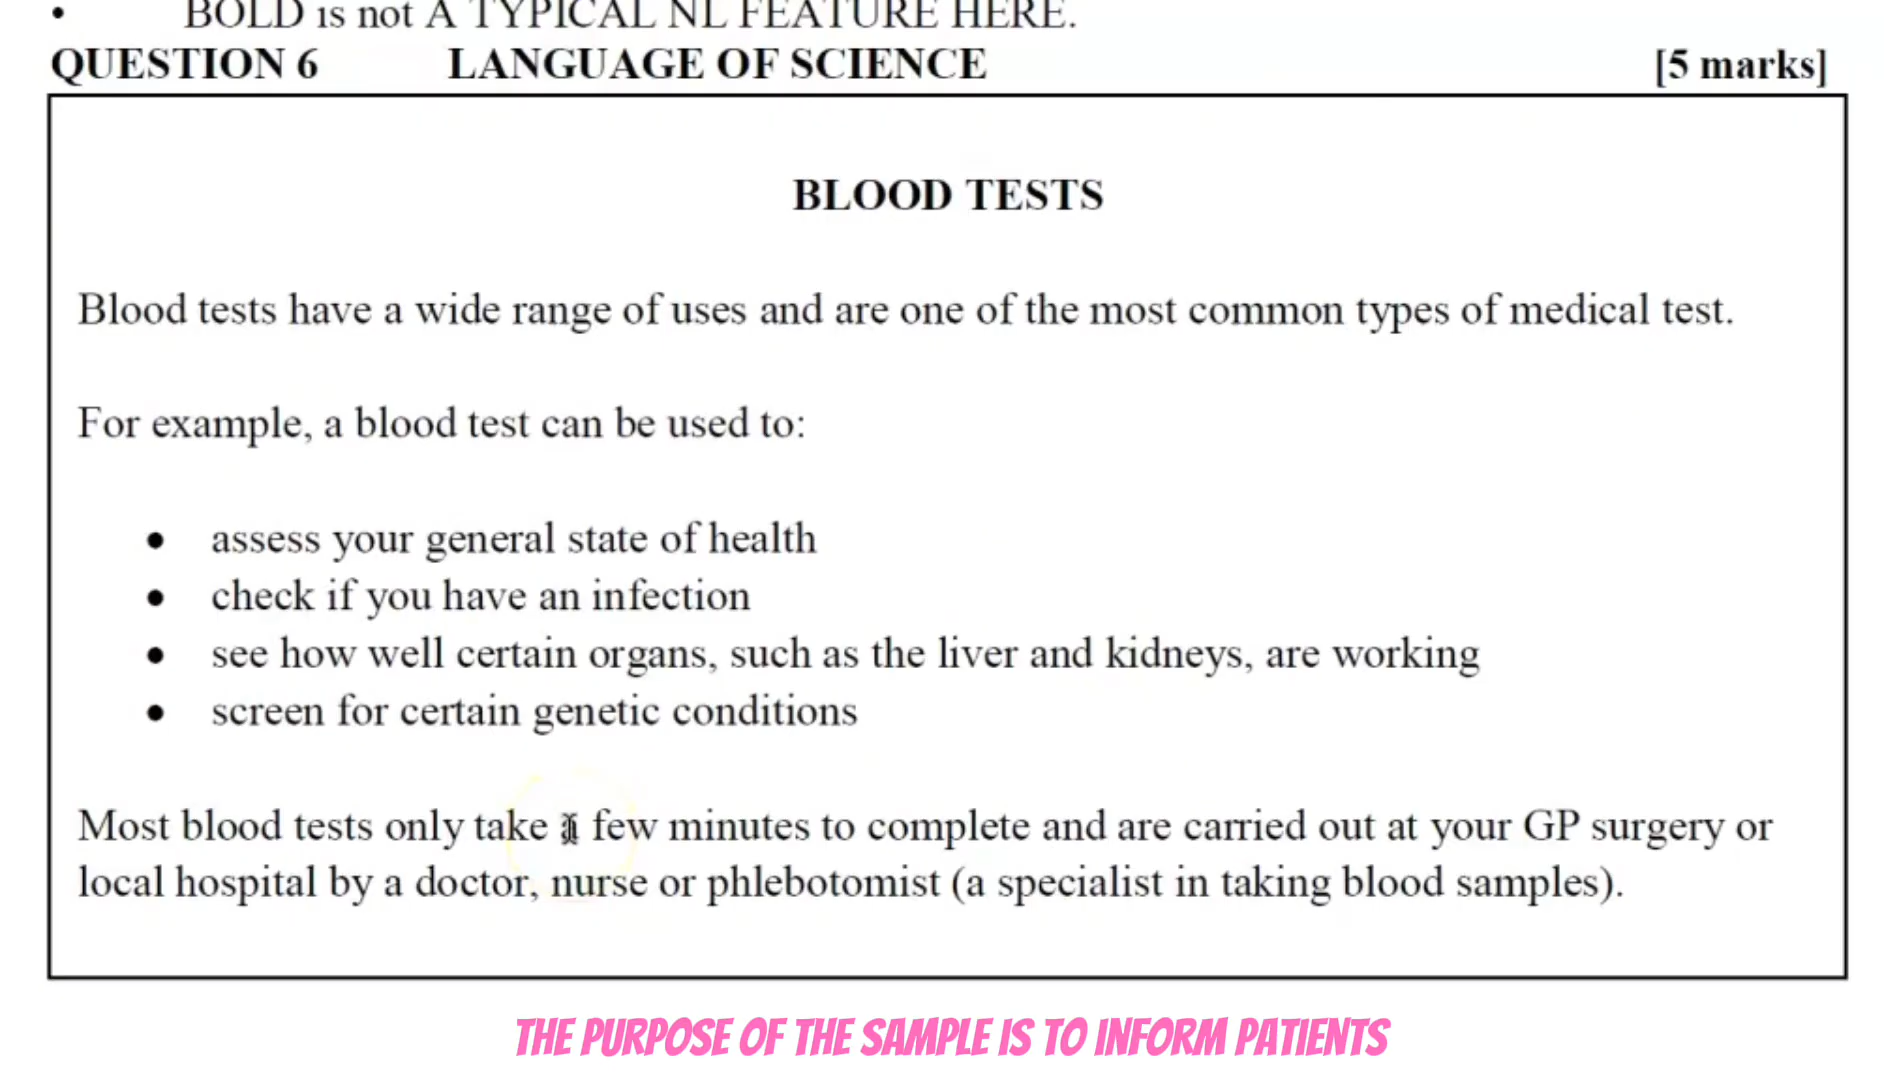 • BOLD is not A TYPICAL NL FEATURE HERE.
QUESTION 6 LANGUAGE OF SCIENCE [5 marks]
BLOOD TESTS
Blood tests have a wide range of uses and are one of the most common types of medical test.
For example, a blood test can be used to:
• assess your general state of health
• check if you have an infection
• see how well certain organs, such as the liver and kidneys, are working
• screen for certain genetic conditions
Most blood tests only take a few minutes to complete and are carried out at your GP surgery or
local hospital by a doctor, nurse or phlebotomist (a specialist in taking blood samples).
THE PURPOSE OF THE SAMPLE IS TO INFORM PATIENTS